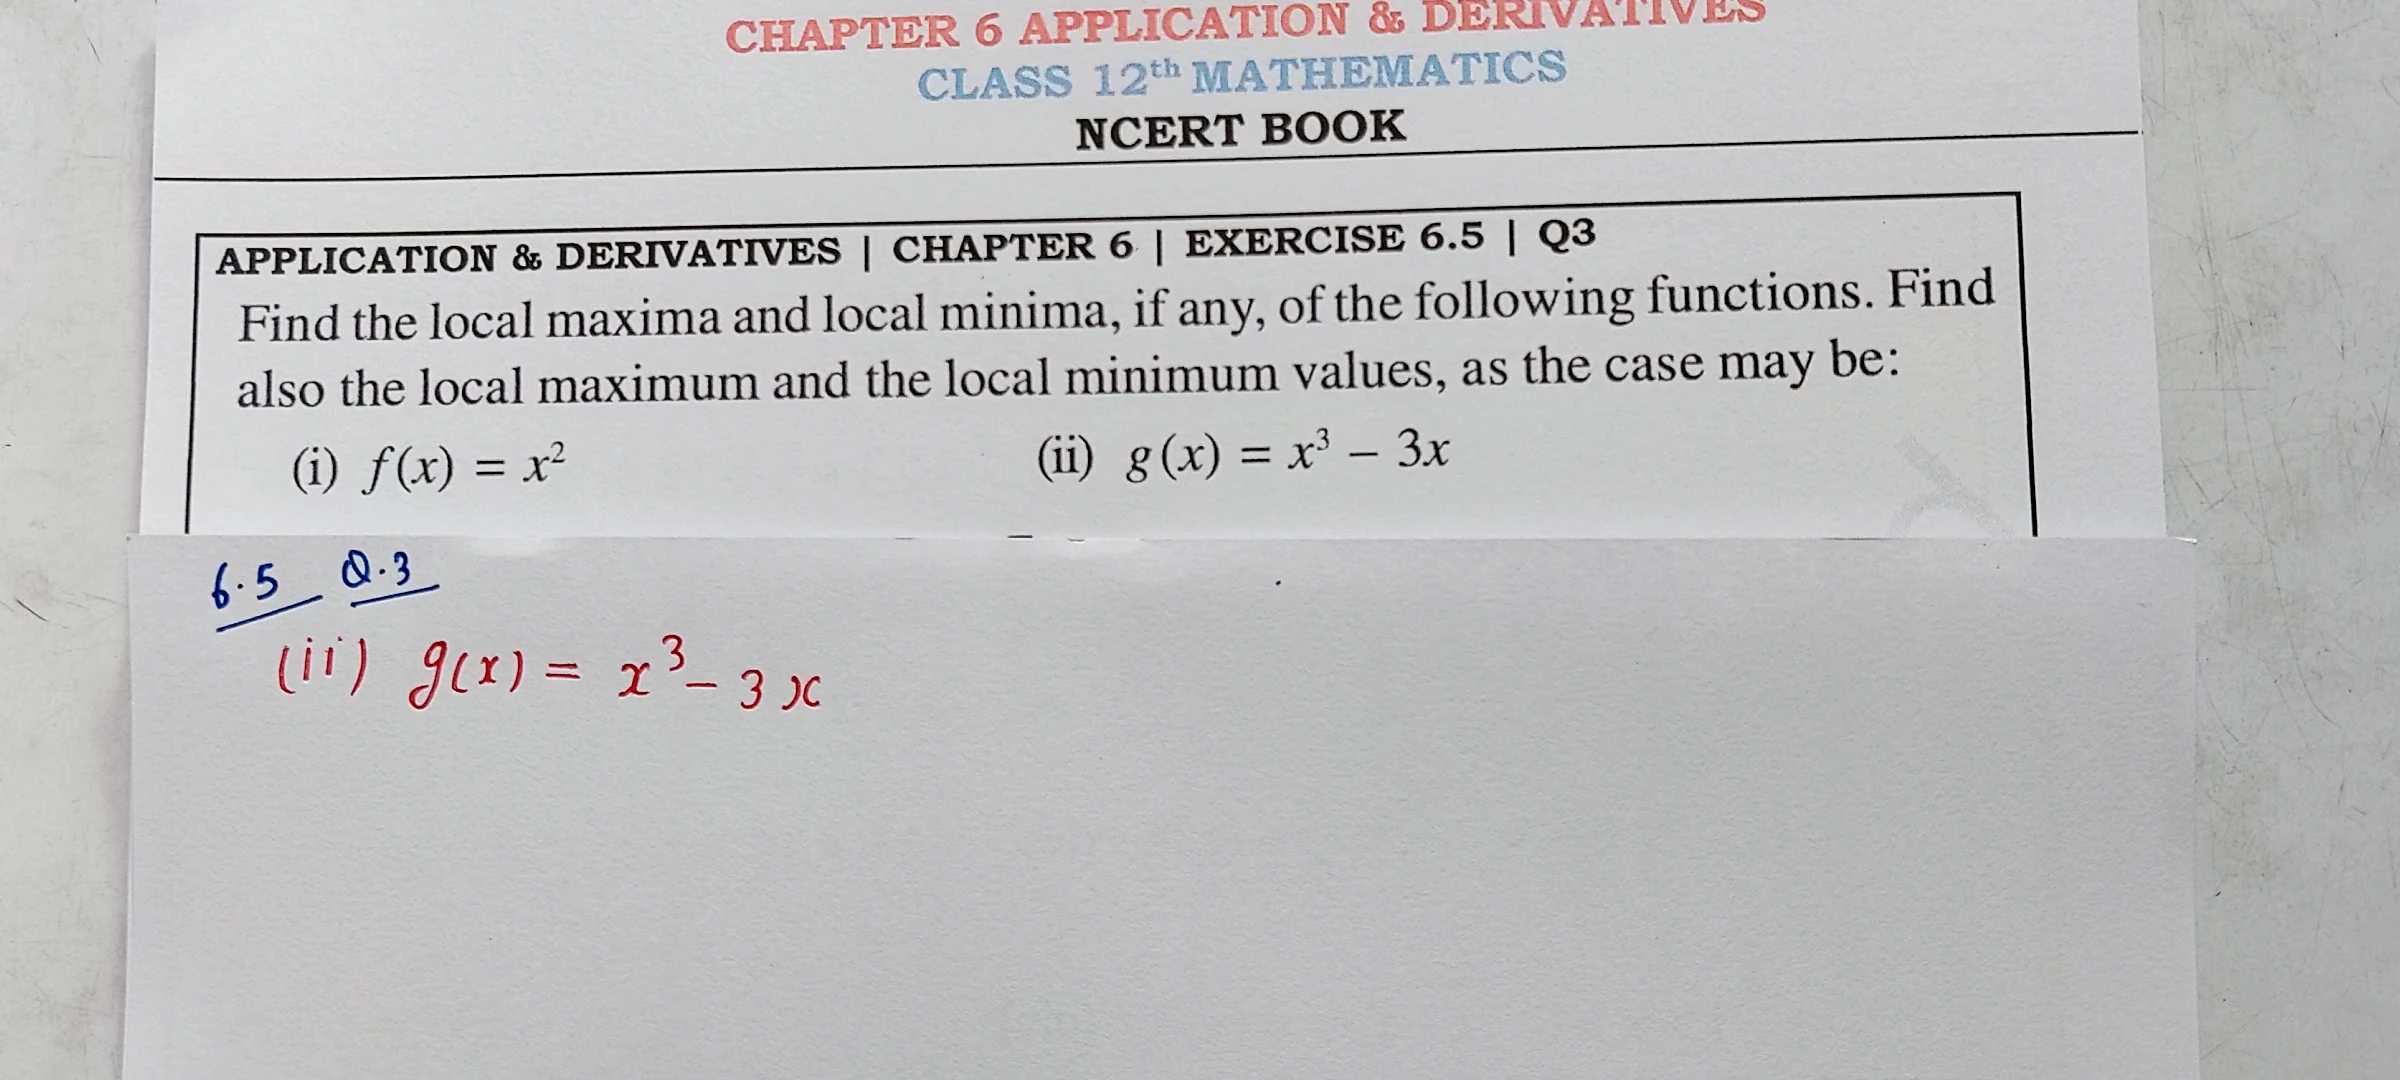 CHAPTER 6 APPLICATION & DERIVATIVES
CLASS 12th MATHEMATICS
NCERT BOOK
APPLICATION & DERIVATIVES | CHAPTER 6 | EXERCISE 6.5 | Q3
Find the local maxima and local minima, if any, of the following functions. Find
also the local maximum and the local minimum values, as the case may be:
(i) f(x) = x² (ii) g(x) = x³ – 3x
6.5 Q.3
(ii) g(x) = x³ – 3x